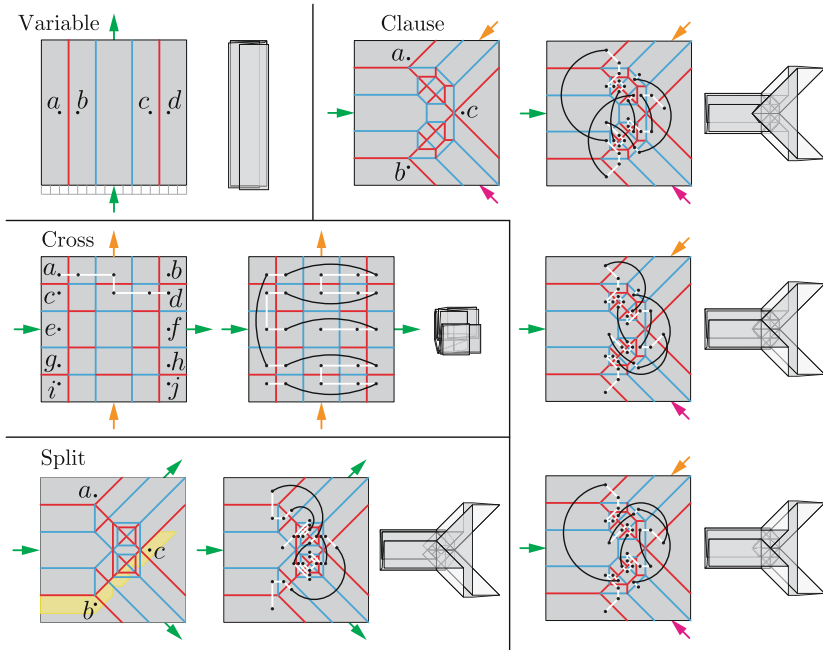 Variable
a b c d
Clause
a
c
b
Cross
a b
c d
e f
g h
i j
Split
a
c
b